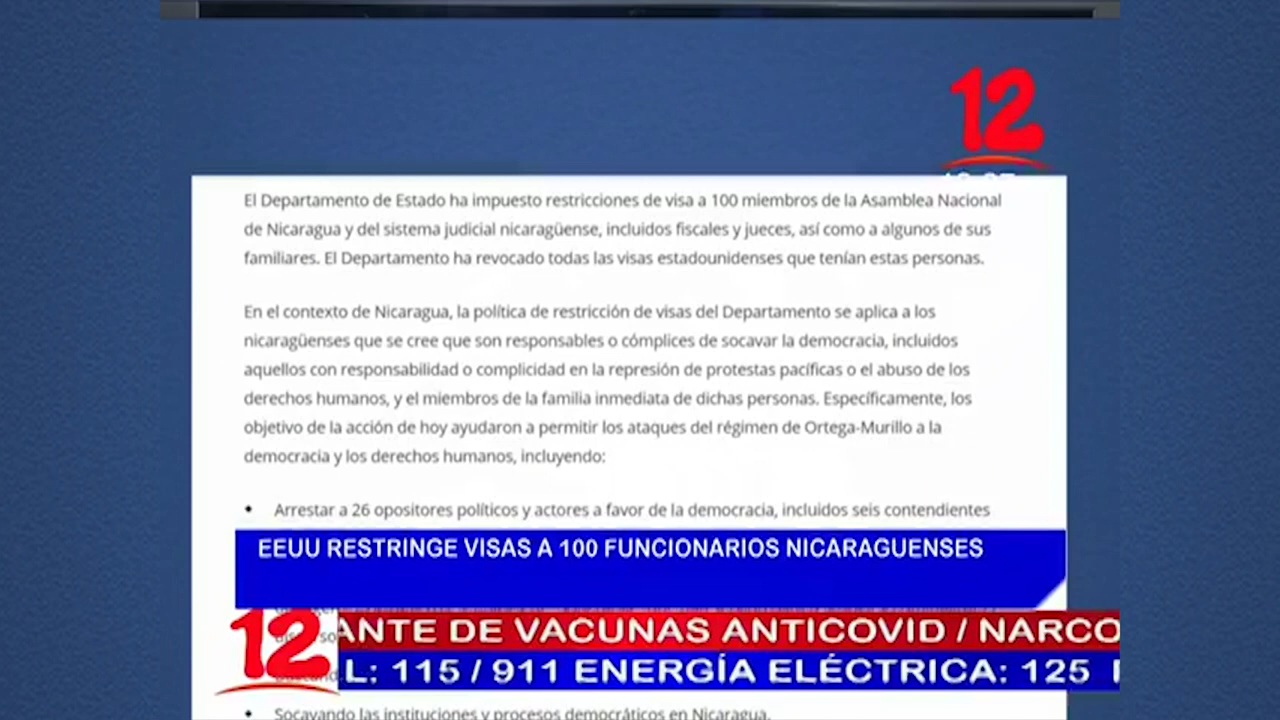 12
El Departamento de Estado ha impuesto restricciones de visa a 100 miembros de la Asamblea Nacional
de Nicaragua y del sistema judicial nicaragüense, incluidos fiscales y jueces, así como a algunos de sus
familiares. El Departamento ha revocado todas las visas estadounidenses que tenían estas personas.
En el contexto de Nicaragua, la política de restricción de visas del Departamento se aplica a los
nicaragüenses que se cree que son responsables o cómplices de socavar la democracia, incluidos
aquellos con responsabilidad o complicidad en la represión de protestas pacíficas o el abuso de los
derechos humanos, y el miembros de la familia inmediata de dichas personas. Específicamente, los
objetivo de la acción de hoy ayudaron a permitir los ataques del régimen de Ortega-Murillo a la
democracia y los derechos humanos, incluyendo:
• Arrestar a 26 opositores políticos y actores a favor de la democracia, incluidos seis contendientes
EEUU RESTRINGE VISAS A 100 FUNCIONARIOS NICARAGUENSES
12
ANTE DE VACUNAS ANTICOVID / NARCO
L: 115 / 911 ENERGÍA ELÉCTRICA: 125
• Socavando las instituciones y procesos democráticos en Nicaragua.